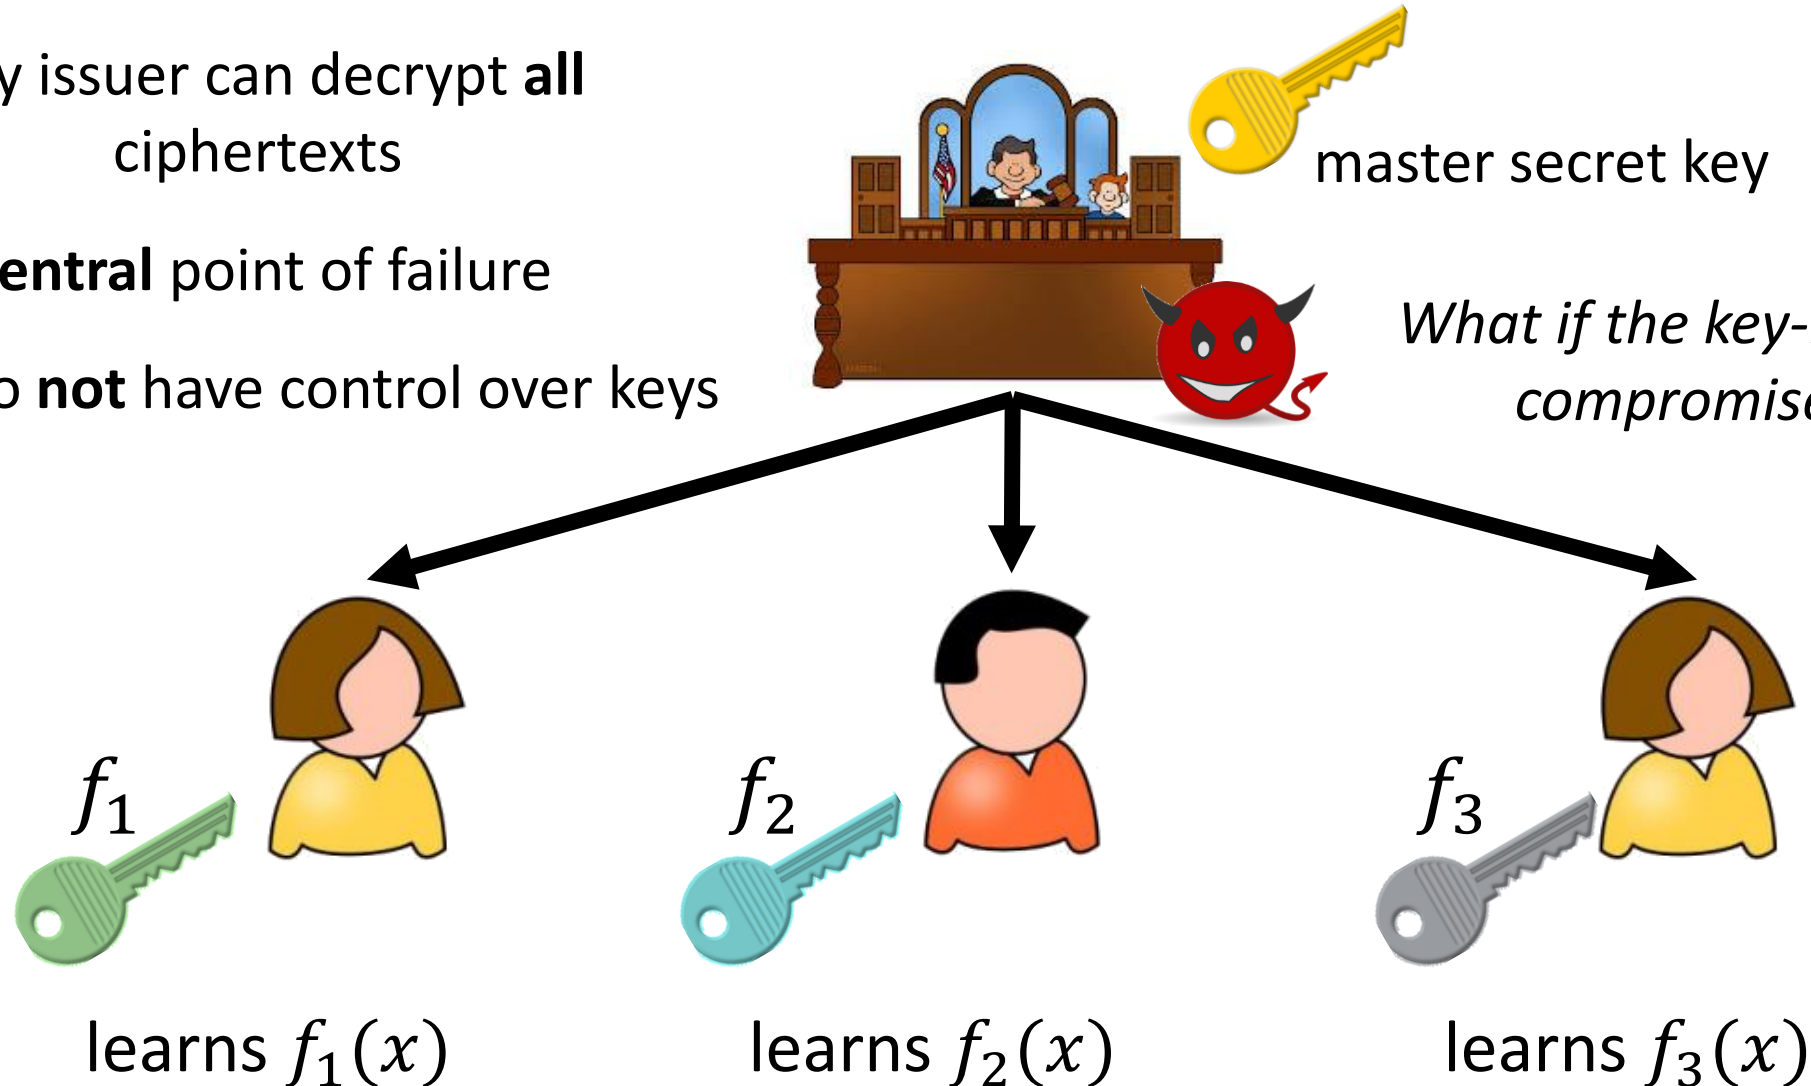 y issuer can decrypt all
ciphertexts
master secret key
entral point of failure
What if the key-
o not have control over keys
compromis
f₁
f₂
f₃
learns f₁(x)
learns f₂(x)
learns f₃(x)